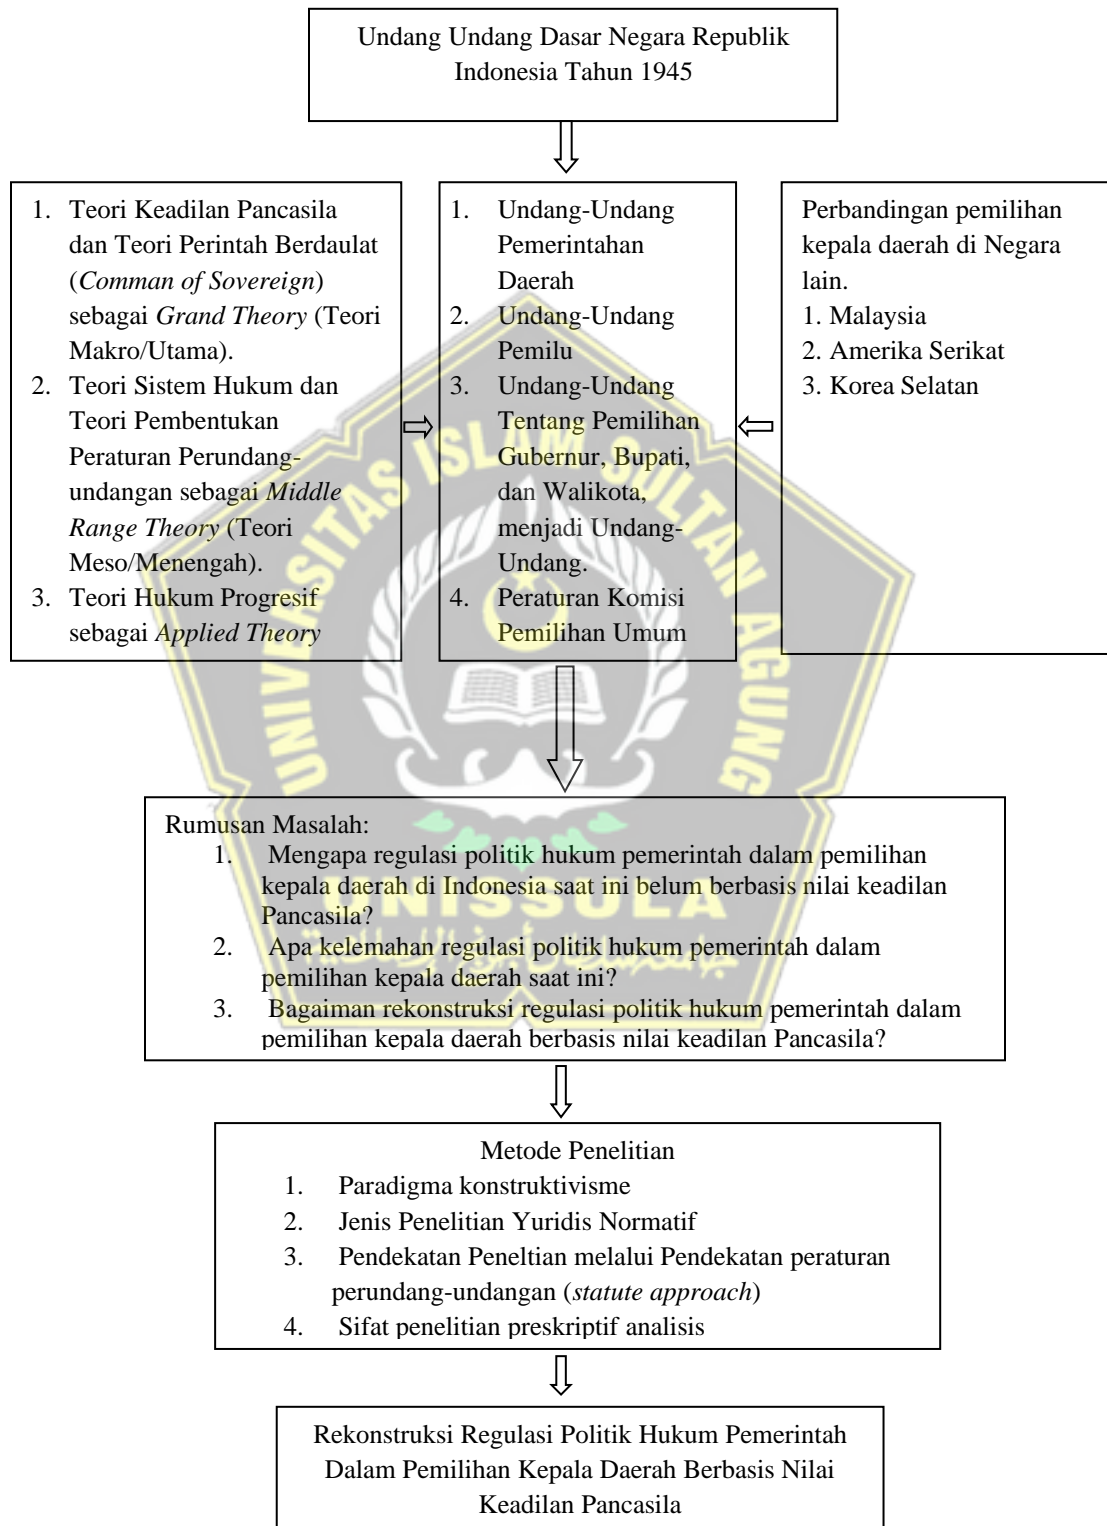 Undang Undang Dasar Negara Republik
Indonesia Tahun 1945
1. Teori Keadilan Pancasila
dan Teori Perintah Berdaulat
(Comman of Sovereign)
sebagai Grand Theory (Teori
Makro/Utama).
2. Teori Sistem Hukum dan
Teori Pembentukan
Peraturan Perundang-
undangan sebagai Middle
Range Theory (Teori
Meso/Menengah).
3. Teori Hukum Progresif
sebagai Applied Theory
1. Undang-Undang
Pemerintahan
Daerah
2. Undang-Undang
Pemilu
3. Undang-Undang
Tentang Pemilihan
Gubernur, Bupati,
dan Walikota,
menjadi Undang-
Undang.
4. Peraturan Komisi
Pemilihan Umum
Perbandingan pemilihan
kepala daerah di Negara
lain.
1. Malaysia
2. Amerika Serikat
3. Korea Selatan
UNIVERSITAS ISLAM SULTAN AGUNG
UNISSULA
جامعة سلطان أجونج الإسلامية
Rumusan Masalah:
1. Mengapa regulasi politik hukum pemerintah dalam pemilihan
kepala daerah di Indonesia saat ini belum berbasis nilai keadilan
Pancasila?
2. Apa kelemahan regulasi politik hukum pemerintah dalam
pemilihan kepala daerah saat ini?
3. Bagaiman rekonstruksi regulasi politik hukum pemerintah dalam
pemilihan kepala daerah berbasis nilai keadilan Pancasila?
Metode Penelitian
1. Paradigma konstruktivisme
2. Jenis Penelitian Yuridis Normatif
3. Pendekatan Peneltian melalui Pendekatan peraturan
perundang-undangan (statute approach)
4. Sifat penelitian preskriptif analisis
Rekonstruksi Regulasi Politik Hukum Pemerintah
Dalam Pemilihan Kepala Daerah Berbasis Nilai
Keadilan Pancasila